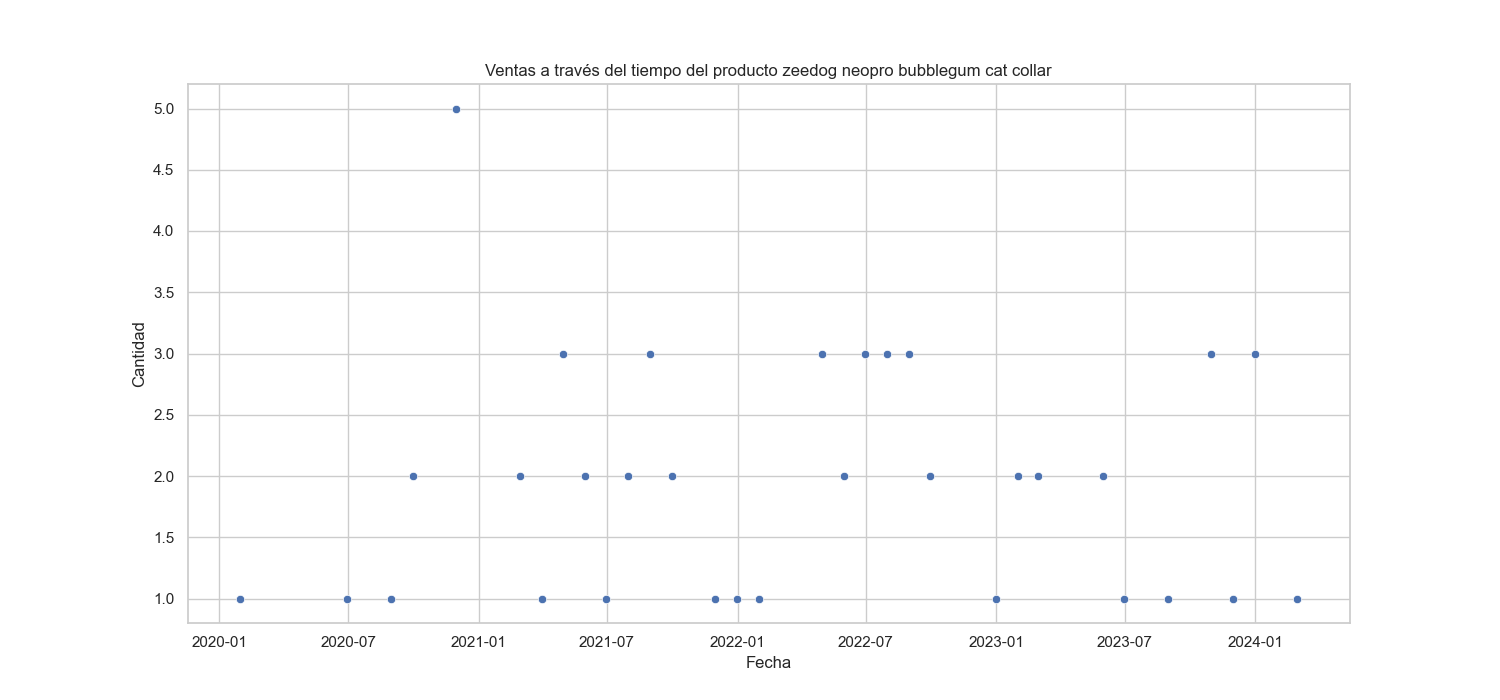 Ventas a través del tiempo del producto zeedog neopro bubblegum cat collar
5.0
4.5
4.0
3.5
3.0
2.5
2.0
1.5
1.0
Cantidad
2020-01 2020-07 2021-01 2021-07 2022-01 2022-07 2023-01 2023-07 2024-01
Fecha